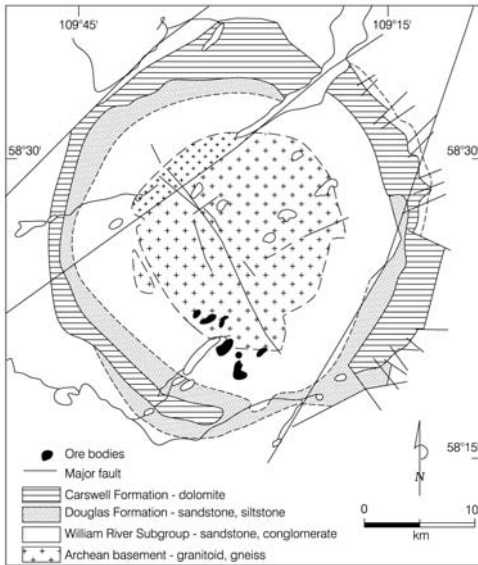 109°45'
109°15'
58°30'
58°30'
58°15'
N
Ore bodies
Major fault
Carswell Formation - dolomite
Douglas Formation - sandstone, siltstone
William River Subgroup - sandstone, conglomerate
Archean basement - granitoid, gneiss
0
10
km